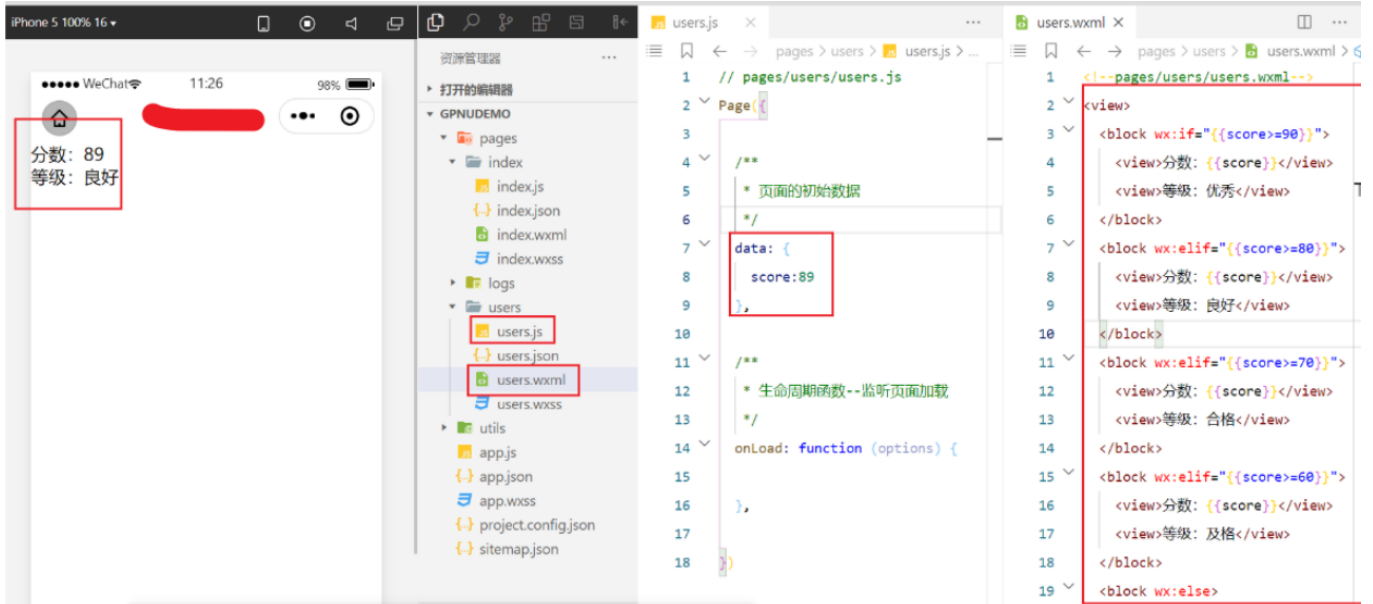 iPhone 5 100% 16
WeChat
11:26
98%
分数：89
等级：良好
资源管理器
打开的编辑器
GPNUDEMO
pages
index
index.js
index.json
index.wxml
index.wxss
logs
users
users.js
users.json
users.wxml
users.wxss
utils
app.js
app.json
app.wxss
project.config.json
sitemap.json
users.js
pages > users > users.js > ...
1 // pages/users/users.js
2 Page({
3
4 /**
5 * 页面的初始数据
6 */
7 data: {
8 score:89
9 },
10
11 /**
12 * 生命周期函数--监听页面加载
13 */
14 onLoad: function (options) {
15
16 },
17
18 })
users.wxml
pages > users > users.wxml >
1 <!--pages/users/users.wxml-->
2 <view>
3 <block wx:if="{{score>=90}}">
4 <view>分数: {{score}}</view>
5 <view>等级: 优秀</view>
6 </block>
7 <block wx:elif="{{score>=80}}">
8 <view>分数: {{score}}</view>
9 <view>等级: 良好</view>
10 </block>
11 <block wx:elif="{{score>=70}}">
12 <view>分数: {{score}}</view>
13 <view>等级: 合格</view>
14 </block>
15 <block wx:elif="{{score>=60}}">
16 <view>分数: {{score}}</view>
17 <view>等级: 及格</view>
18 </block>
19 <block wx:else>